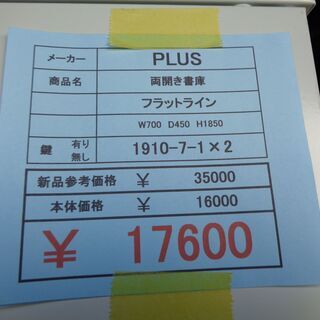 メーカー PLUS
商品名 両開き書庫
フラットライン
W700 D450 H1850
鍵 有り 無し 1910-7-1×2
新品参考価格 ¥ 35000
本体価格 ¥ 16000
¥ 17600